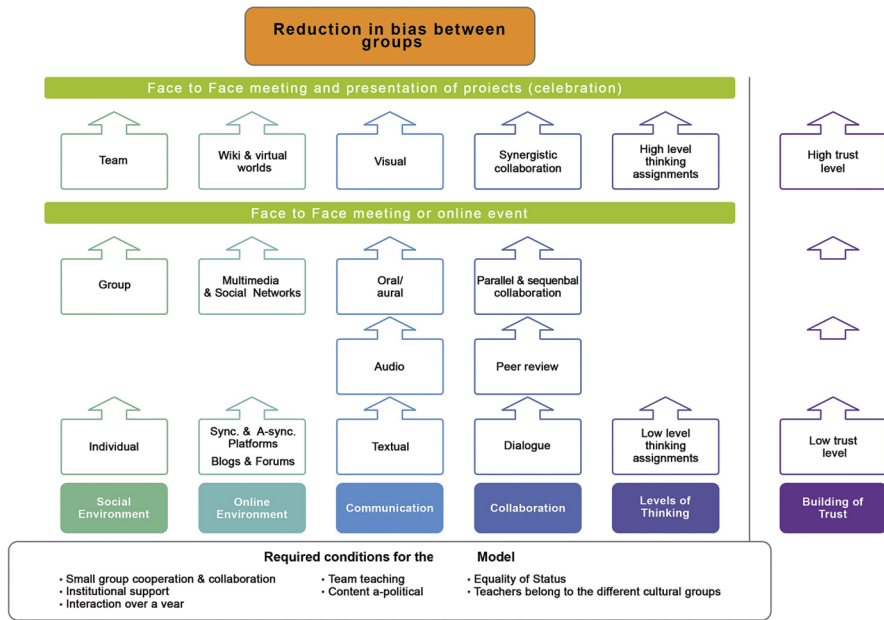 Reduction in bias between
groups
Face to Face meeting and presentation of proiects (celebration)
Team
Wiki & virtual
worlds
Visual
Synergistic
collaboration
High level
thinking
assignments
High trust
level
Face to Face meeting or online event
Group
Multimedia
& Social Networks
Oral/
aural
Parallel & sequenbal
collaboration
Audio
Peer review
Individual
Sync. & A-sync.
Platforms
Blogs & Forums
Textual
Dialogue
Low level
thinking
assignments
Low trust
level
Social
Environment
Online
Environment
Communication
Collaboration
Levels of
Thinking
Building of
Trust
Required conditions for the Model
• Small group cooperation & collaboration
• Institutional support
• Interaction over a year
• Team teaching
• Content a-political
• Equality of Status
• Teachers belong to the different cultural groups